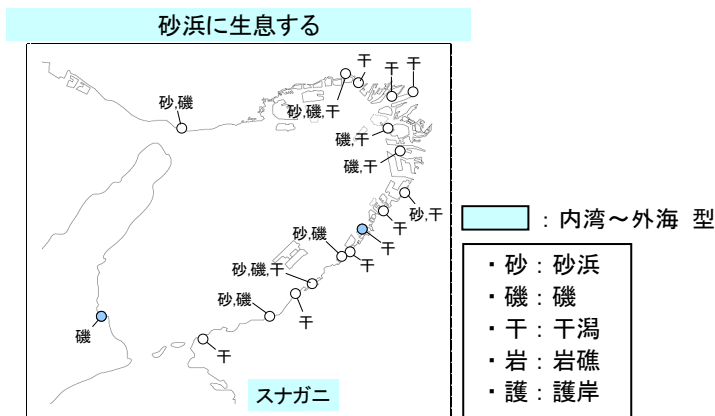 砂浜に生息する
干
干
干
砂,磯
砂,磯,干
磯,干
磯,干
砂,干
干
砂,磯
干
干
砂,磯,干
砂,磯
干
磯
干
スナガニ
：内湾～外海 型
・砂：砂浜
・磯：磯
・干：干潟
・岩：岩礁
・護：護岸